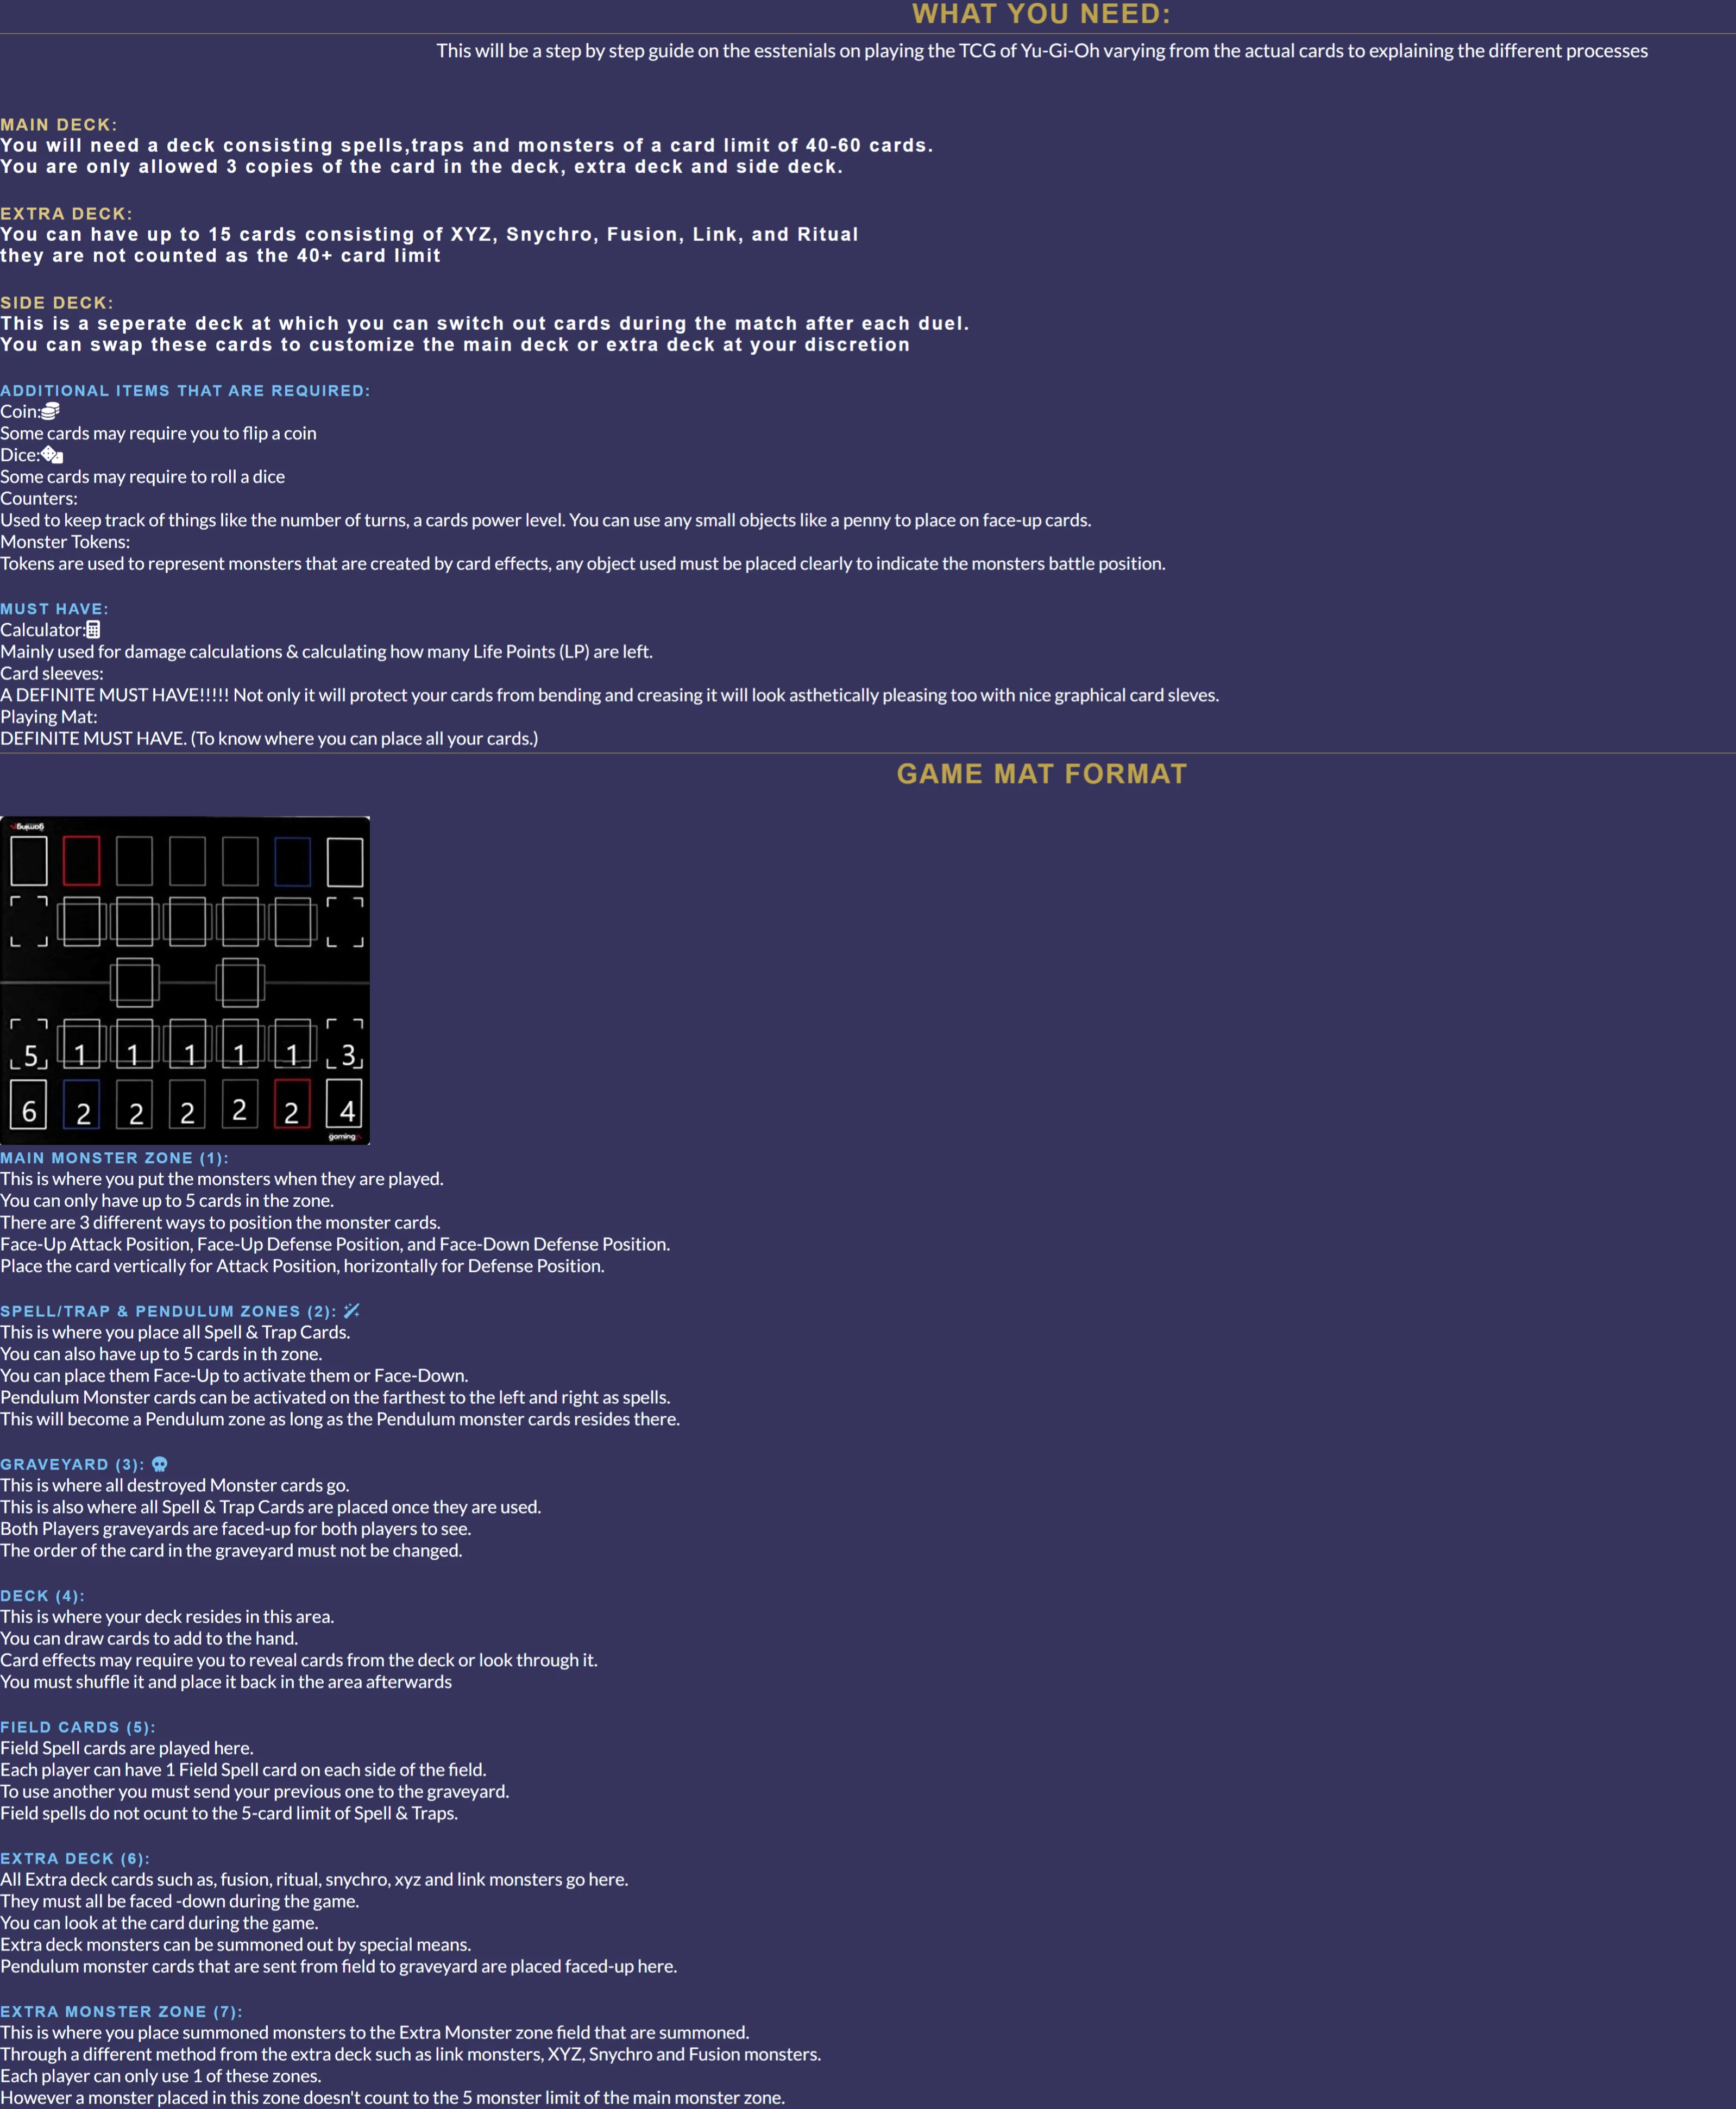 WHAT YOU NEED:
This will be a step by step guide on the esstenials on playing the TCG of Yu-Gi-Oh varying from the actual cards to explaining the different processes
MAIN DECK:
You will need a deck consisting spells,traps and monsters of a card limit of 40-60 cards.
You are only allowed 3 copies of the card in the deck, extra deck and side deck.
EXTRA DECK:
You can have up to 15 cards consisting of XYZ, Snychro, Fusion, Link, and Ritual
they are not counted as the 40+ card limit
SIDE DECK:
This is a seperate deck at which you can switch out cards during the match after each duel.
You can swap these cards to customize the main deck or extra deck at your discretion
ADDITIONAL ITEMS THAT ARE REQUIRED:
Coin:
Some cards may require you to flip a coin
Dice:
Some cards may require to roll a dice
Counters:
Used to keep track of things like the number of turns, a cards power level. You can use any small objects like a penny to place on face-up cards.
Monster Tokens:
Tokens are used to represent monsters that are created by card effects, any object used must be placed clearly to indicate the monsters battle position.
MUST HAVE:
Calculator:
Mainly used for damage calculations & calculating how many Life Points (LP) are left.
Card sleeves:
A DEFINITE MUST HAVE!!!!! Not only it will protect your cards from bending and creasing it will look asthetically pleasing too with nice graphical card sleves.
Playing Mat:
DEFINITE MUST HAVE. (To know where you can place all your cards.)
GAME MAT FORMAT
gaming
5 1 1 1 1 1 3
6 2 2 2 2 2 4
gaming
MAIN MONSTER ZONE (1):
This is where you put the monsters when they are played.
You can only have up to 5 cards in the zone.
There are 3 different ways to position the monster cards.
Face-Up Attack Position, Face-Up Defense Position, and Face-Down Defense Position.
Place the card vertically for Attack Position, horizontally for Defense Position.
SPELL/TRAP & PENDULUM ZONES (2):
This is where you place all Spell & Trap Cards.
You can also have up to 5 cards in th zone.
You can place them Face-Up to activate them or Face-Down.
Pendulum Monster cards can be activated on the farthest to the left and right as spells.
This will become a Pendulum zone as long as the Pendulum monster cards resides there.
GRAVEYARD (3):
This is where all destroyed Monster cards go.
This is also where all Spell & Trap Cards are placed once they are used.
Both Players graveyards are faced-up for both players to see.
The order of the card in the graveyard must not be changed.
DECK (4):
This is where your deck resides in this area.
You can draw cards to add to the hand.
Card effects may require you to reveal cards from the deck or look through it.
You must shuffle it and place it back in the area afterwards
FIELD CARDS (5):
Field Spell cards are played here.
Each player can have 1 Field Spell card on each side of the field.
To use another you must send your previous one to the graveyard.
Field spells do not ocunt to the 5-card limit of Spell & Traps.
EXTRA DECK (6):
All Extra deck cards such as, fusion, ritual, snychro, xyz and link monsters go here.
They must all be faced -down during the game.
You can look at the card during the game.
Extra deck monsters can be summoned out by special means.
Pendulum monster cards that are sent from field to graveyard are placed faced-up here.
EXTRA MONSTER ZONE (7):
This is where you place summoned monsters to the Extra Monster zone field that are summoned.
Through a different method from the extra deck such as link monsters, XYZ, Snychro and Fusion monsters.
Each player can only use 1 of these zones.
However a monster placed in this zone doesn't count to the 5 monster limit of the main monster zone.